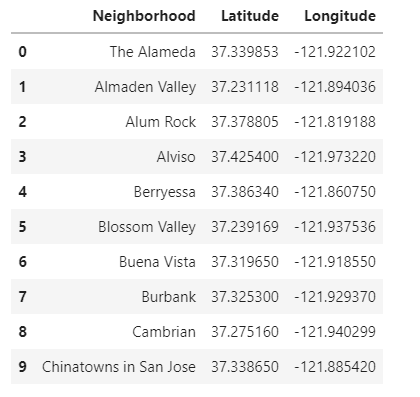 Neighborhood Latitude Longitude
0 The Alameda 37.339853 -121.922102
1 Almaden Valley 37.231118 -121.894036
2 Alum Rock 37.378805 -121.819188
3 Alviso 37.425400 -121.973220
4 Berryessa 37.386340 -121.860750
5 Blossom Valley 37.239169 -121.937536
6 Buena Vista 37.319650 -121.918550
7 Burbank 37.325300 -121.929370
8 Cambrian 37.275160 -121.940299
9 Chinatowns in San Jose 37.338650 -121.885420